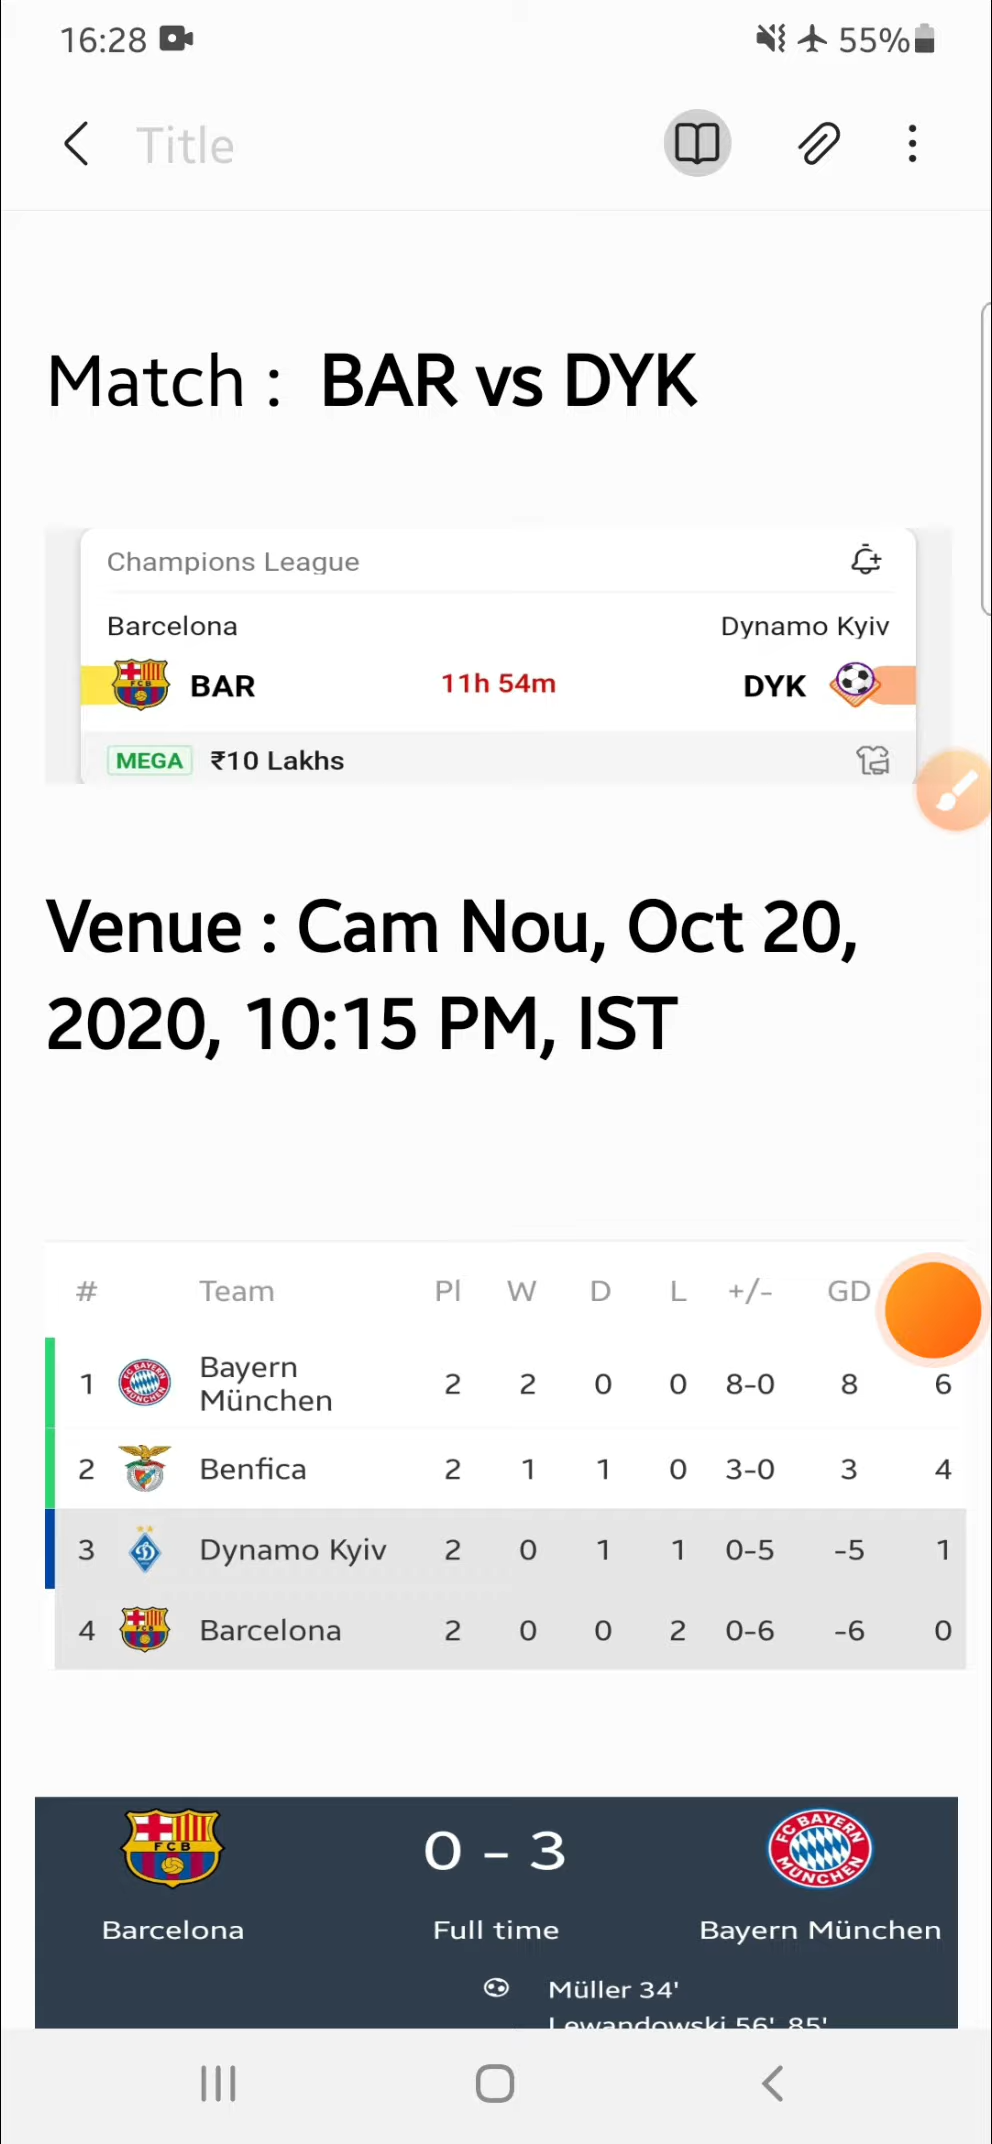 16:28 55%
Title
Match : BAR vs DYK
Champions League
Barcelona Dynamo Kyiv
BAR 11h 54m DYK
MEGA ₹10 Lakhs
Venue : Cam Nou, Oct 20,
2020, 10:15 PM, IST
# Team Pl W D L +/- GD
1 Bayern München 2 2 0 0 8-0 8 6
2 Benfica 2 1 1 0 3-0 3 4
3 Dynamo Kyiv 2 0 1 1 0-5 -5 1
4 Barcelona 2 0 0 2 0-6 -6 0
0 - 3
Barcelona Full time Bayern München
Müller 34'
Lewandowski 56', 85'